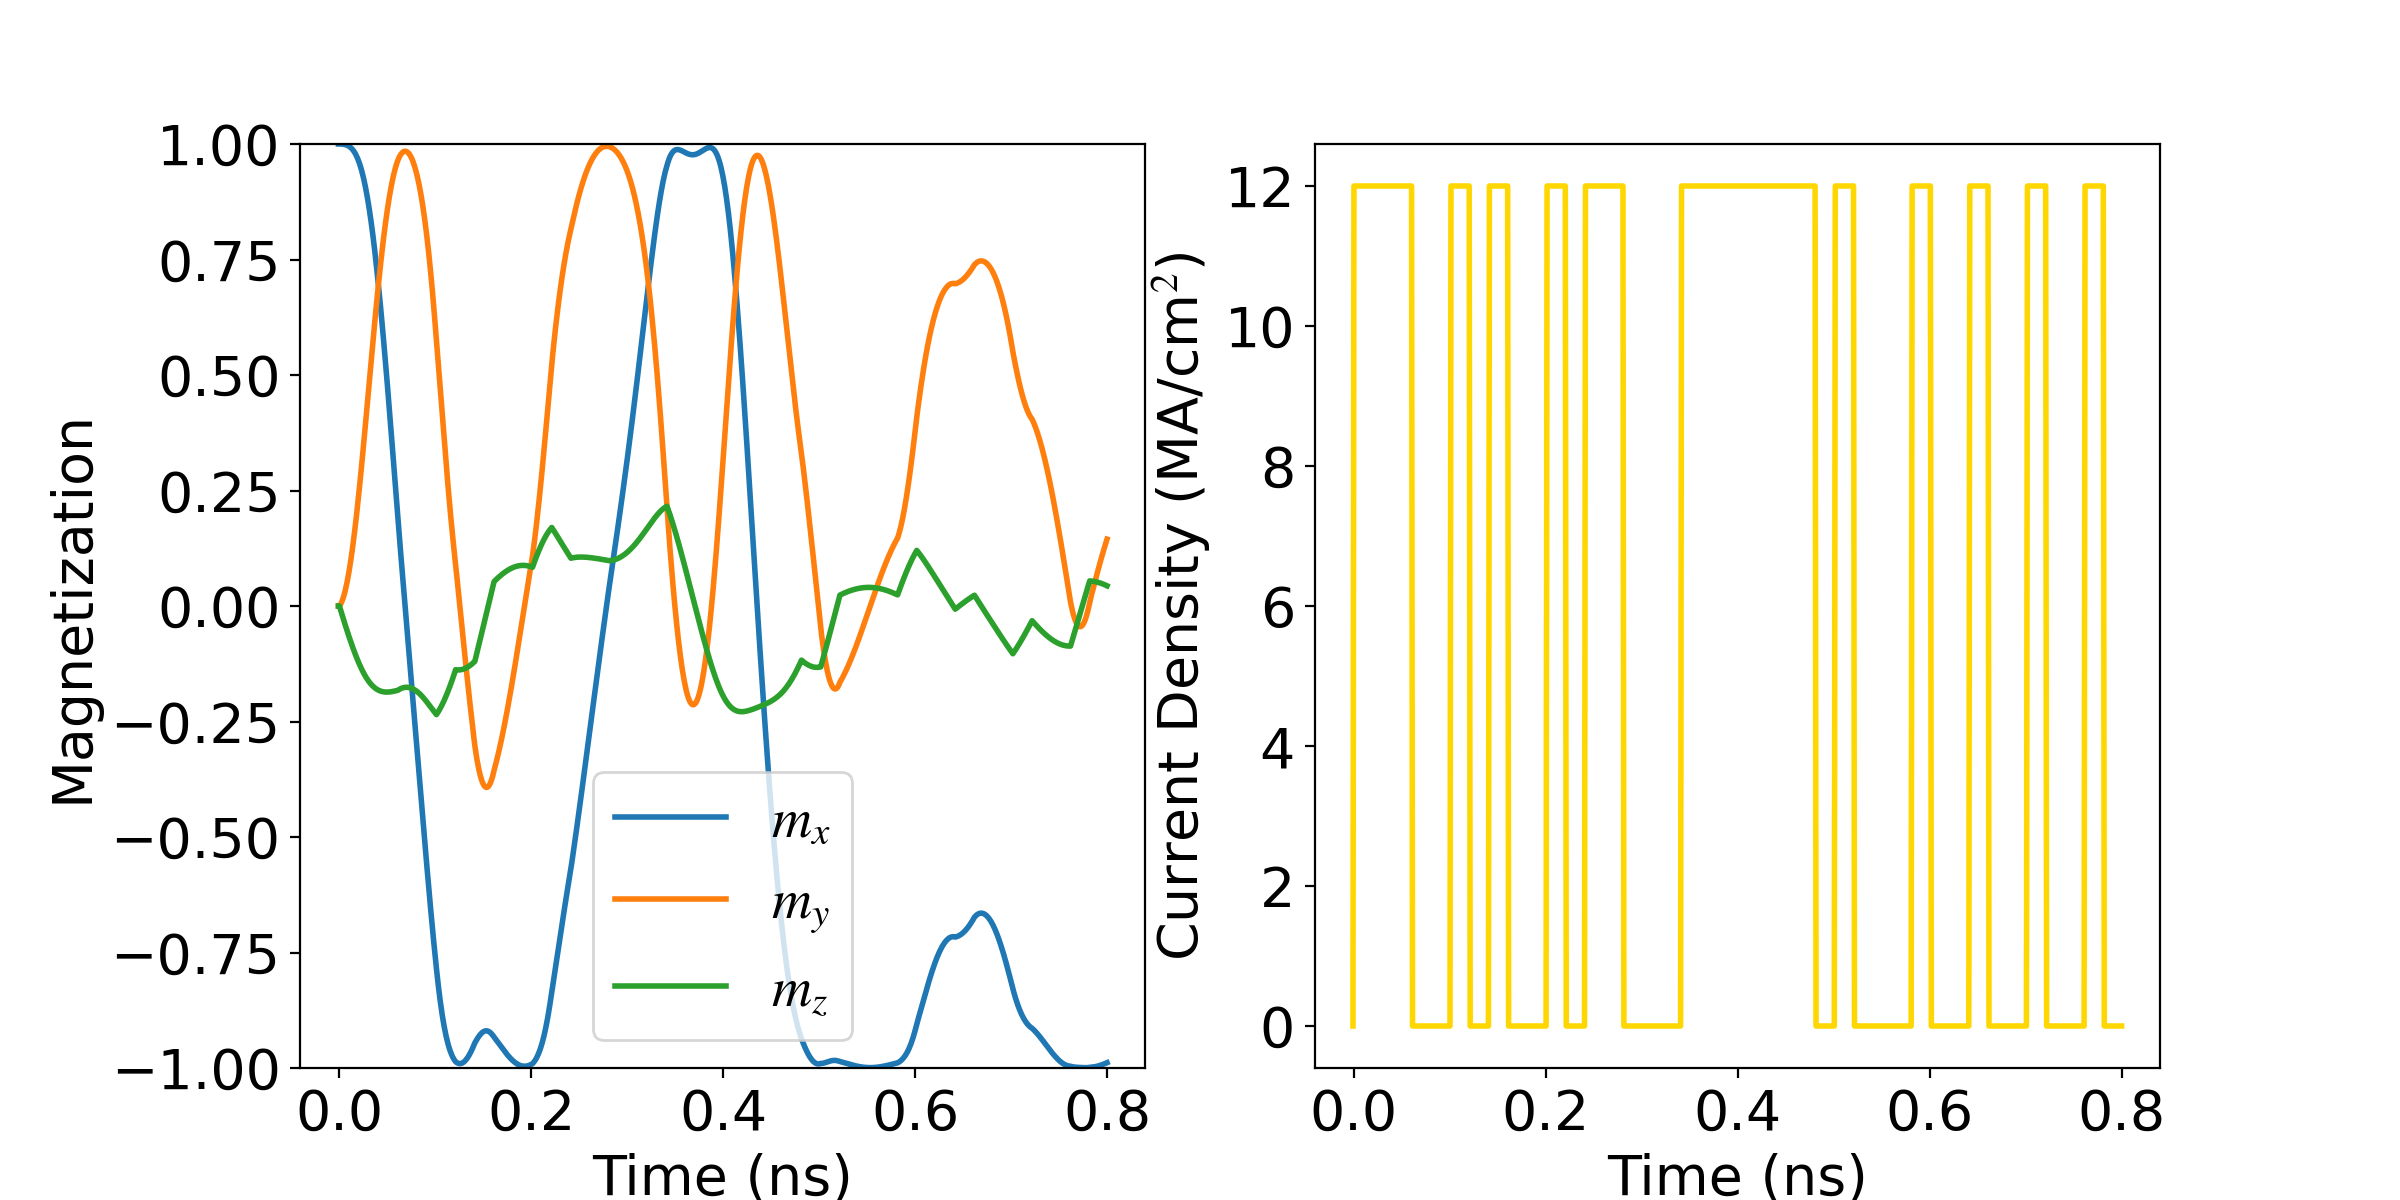 Magnetization
1.00
0.75
0.50
0.25
0.00
−0.25
−0.50
−0.75
−1.00
0.0 0.2 0.4 0.6 0.8
Time (ns)
m_x
m_y
m_z
Current Density (MA/cm²)
12
10
8
6
4
2
0
0.0 0.2 0.4 0.6 0.8
Time (ns)